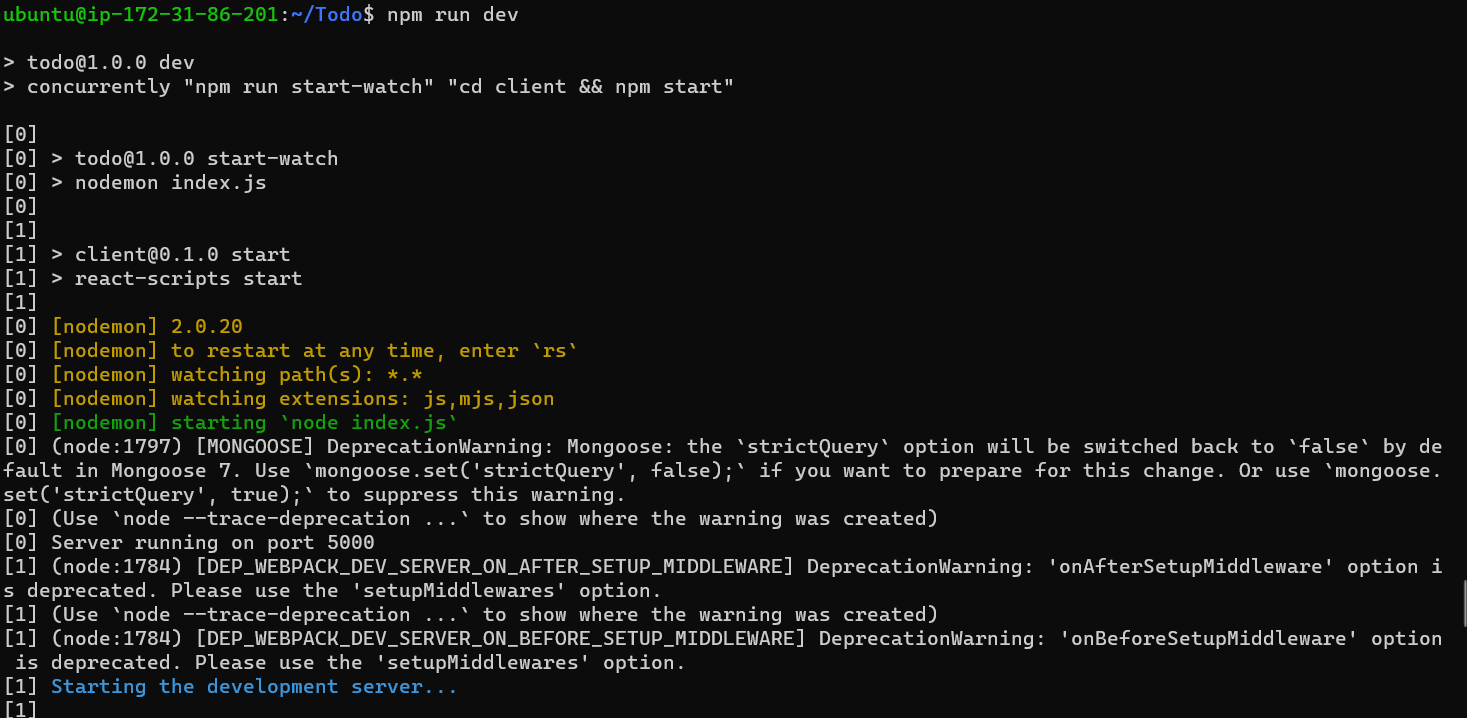 ubuntu@ip-172-31-86-201:~/Todo$ npm run dev
> todo@1.0.0 dev
> concurrently "npm run start-watch" "cd client && npm start"
[0]
[0] > todo@1.0.0 start-watch
[0] > nodemon index.js
[0]
[1]
[1] > client@0.1.0 start
[1] > react-scripts start
[1]
[0] [nodemon] 2.0.20
[0] [nodemon] to restart at any time, enter `rs`
[0] [nodemon] watching path(s): *.*
[0] [nodemon] watching extensions: js,mjs,json
[0] [nodemon] starting `node index.js`
[0] (node:1797) [MONGOOSE] DeprecationWarning: Mongoose: the `strictQuery` option will be switched back to `false` by de
fault in Mongoose 7. Use `mongoose.set('strictQuery', false);` if you want to prepare for this change. Or use `mongoose.
set('strictQuery', true);` to suppress this warning.
[0] (Use `node --trace-deprecation ...` to show where the warning was created)
[0] Server running on port 5000
[1] (node:1784) [DEP_WEBPACK_DEV_SERVER_ON_AFTER_SETUP_MIDDLEWARE] DeprecationWarning: 'onAfterSetupMiddleware' option i
s deprecated. Please use the 'setupMiddlewares' option.
[1] (Use `node --trace-deprecation ...` to show where the warning was created)
[1] (node:1784) [DEP_WEBPACK_DEV_SERVER_ON_BEFORE_SETUP_MIDDLEWARE] DeprecationWarning: 'onBeforeSetupMiddleware' option
 is deprecated. Please use the 'setupMiddlewares' option.
[1] Starting the development server...
[1]